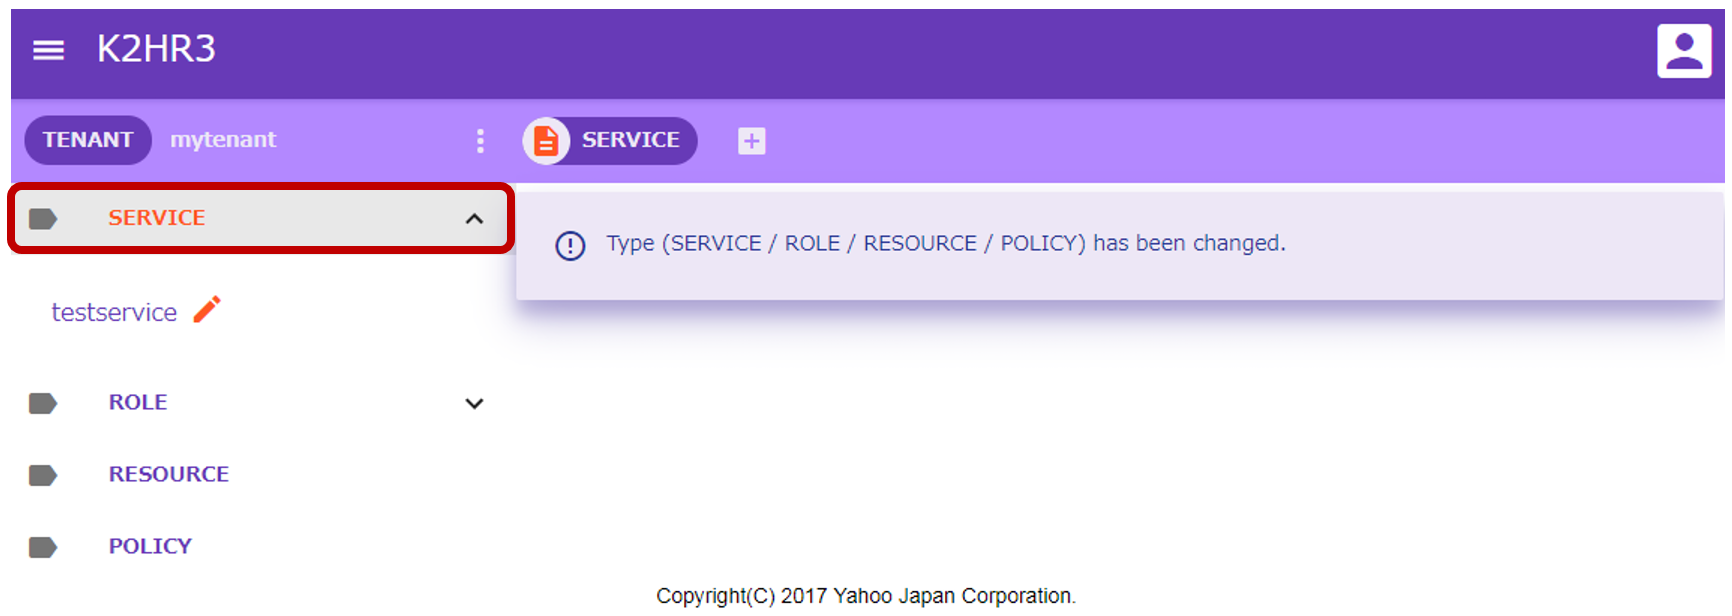 K2HR3
TENANT mytenant SERVICE
SERVICE
Type (SERVICE / ROLE / RESOURCE / POLICY) has been changed.
testservice
ROLE
RESOURCE
POLICY
Copyright(C) 2017 Yahoo Japan Corporation.